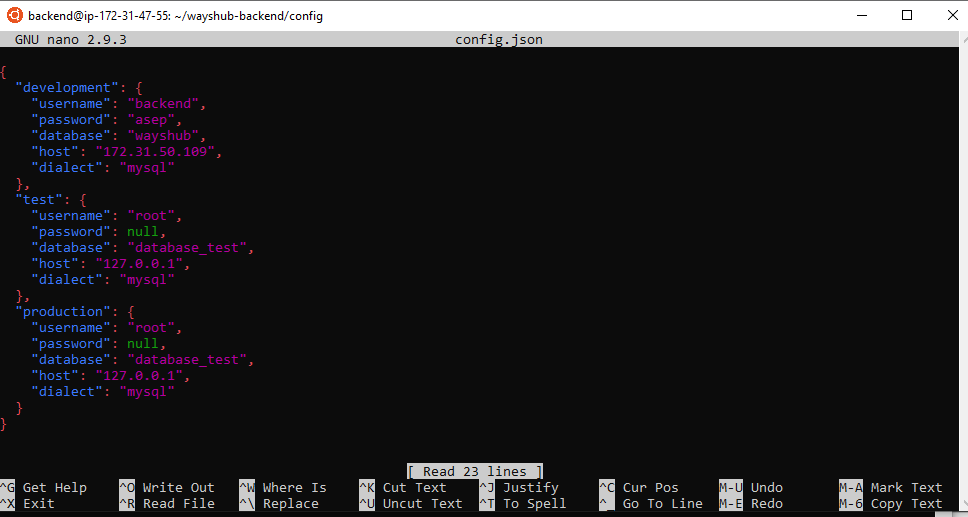 backend@ip-172-31-47-55: ~/wayshub-backend/config
GNU nano 2.9.3 config.json
{
  "development": {
    "username": "backend",
    "password": "asep",
    "database": "wayshub",
    "host": "172.31.50.109",
    "dialect": "mysql"
  },
  "test": {
    "username": "root",
    "password": null,
    "database": "database_test",
    "host": "127.0.0.1",
    "dialect": "mysql"
  },
  "production": {
    "username": "root",
    "password": null,
    "database": "database_test",
    "host": "127.0.0.1",
    "dialect": "mysql"
  }
}
[ Read 23 lines ]
^G Get Help ^O Write Out ^W Where Is ^K Cut Text ^J Justify ^C Cur Pos M-U Undo M-A Mark Text
^X Exit ^R Read File ^\ Replace ^U Uncut Text ^T To Spell ^_ Go To Line M-E Redo M-6 Copy Text